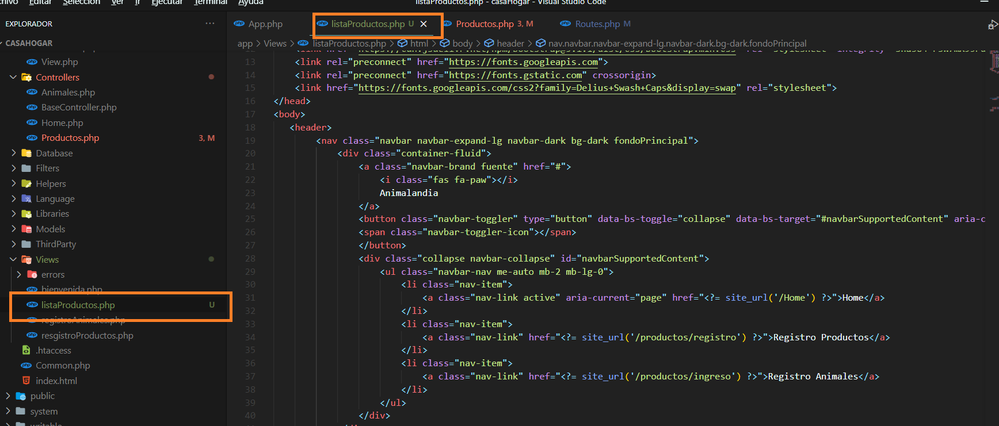 Editar Selección Ver Ir Ejecutar Terminal Ayuda
listaProductos.php - casaHogar - Visual Studio Code
EXPLORADOR ···
App.php
listaProductos.php U ×
Productos.php 3, M
Routes.php M
CASAHOGAR
app > Views > listaProductos.php > html > body > header > nav.navbar.navbar-expand-lg.navbar-dark.bg-dark.fondoPrincipal
View.php
Controllers
Animales.php
BaseController.php
Home.php
Productos.php 3, M
Database
Filters
Helpers
Language
Libraries
Models
ThirdParty
Views
errors
bienvenida.php
listaProductos.php U
registroAnimales.php
resgistroProductos.php
.htaccess
Common.php
index.html
public
system
writable
13 <link rel="preconnect" href="https://fonts.googleapis.com">
14 <link rel="preconnect" href="https://fonts.gstatic.com" crossorigin>
15 <link href="https://fonts.googleapis.com/css2?family=Delius+Swash+Caps&display=swap" rel="stylesheet">
16 </head>
17 <body>
18 <header>
19 <nav class="navbar navbar-expand-lg navbar-dark bg-dark fondoPrincipal">
20 <div class="container-fluid">
21 <a class="navbar-brand fuente" href="#">
22 <i class="fas fa-paw"></i>
23 Animalandia
24 </a>
25 <button class="navbar-toggler" type="button" data-bs-toggle="collapse" data-bs-target="#navbarSupportedContent" aria-c
26 <span class="navbar-toggler-icon"></span>
27 </button>
28 <div class="collapse navbar-collapse" id="navbarSupportedContent">
29 <ul class="navbar-nav me-auto mb-2 mb-lg-0">
30 <li class="nav-item">
31 <a class="nav-link active" aria-current="page" href="<?= site_url('/Home') ?>">Home</a>
32 </li>
33 <li class="nav-item">
34 <a class="nav-link" href="<?= site_url('/productos/registro') ?>">Registro Productos</a>
35 </li>
36 <li class="nav-item">
37 <a class="nav-link" href="<?= site_url('/productos/ingreso') ?>">Registro Animales</a>
38 </li>
39 </ul>
40 </div>